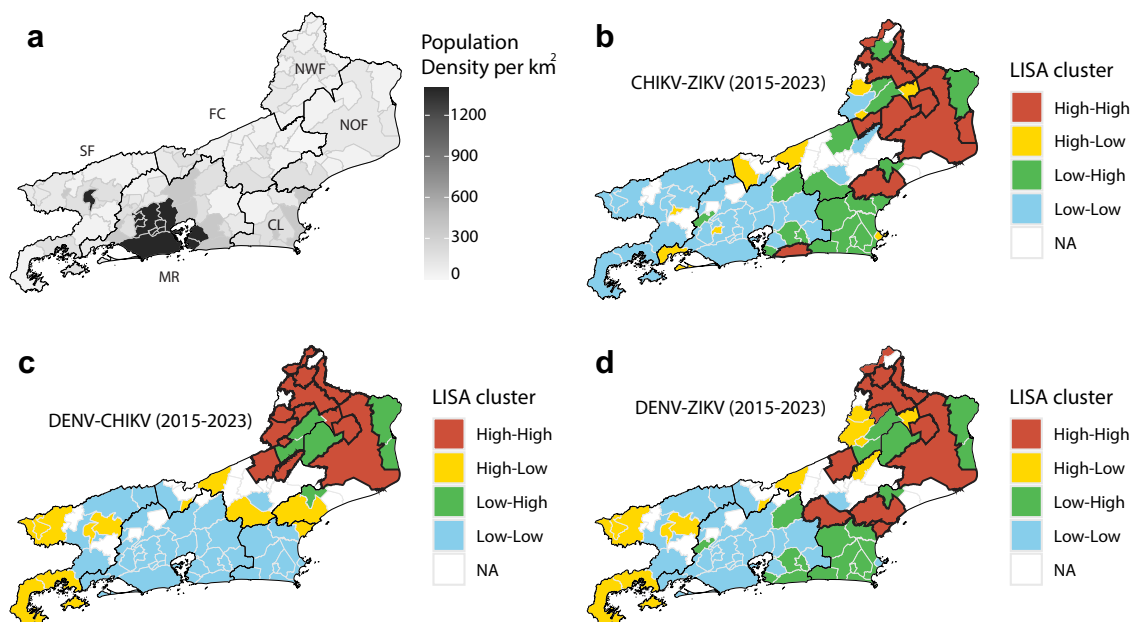 a
Population
Density per km²
1200
900
600
300
0
NWF
FC
NOF
SF
CL
MR
b
CHIKV-ZIKV (2015-2023)
LISA cluster
High-High
High-Low
Low-High
Low-Low
NA
c
DENV-CHIKV (2015-2023)
LISA cluster
High-High
High-Low
Low-High
Low-Low
NA
d
DENV-ZIKV (2015-2023)
LISA cluster
High-High
High-Low
Low-High
Low-Low
NA